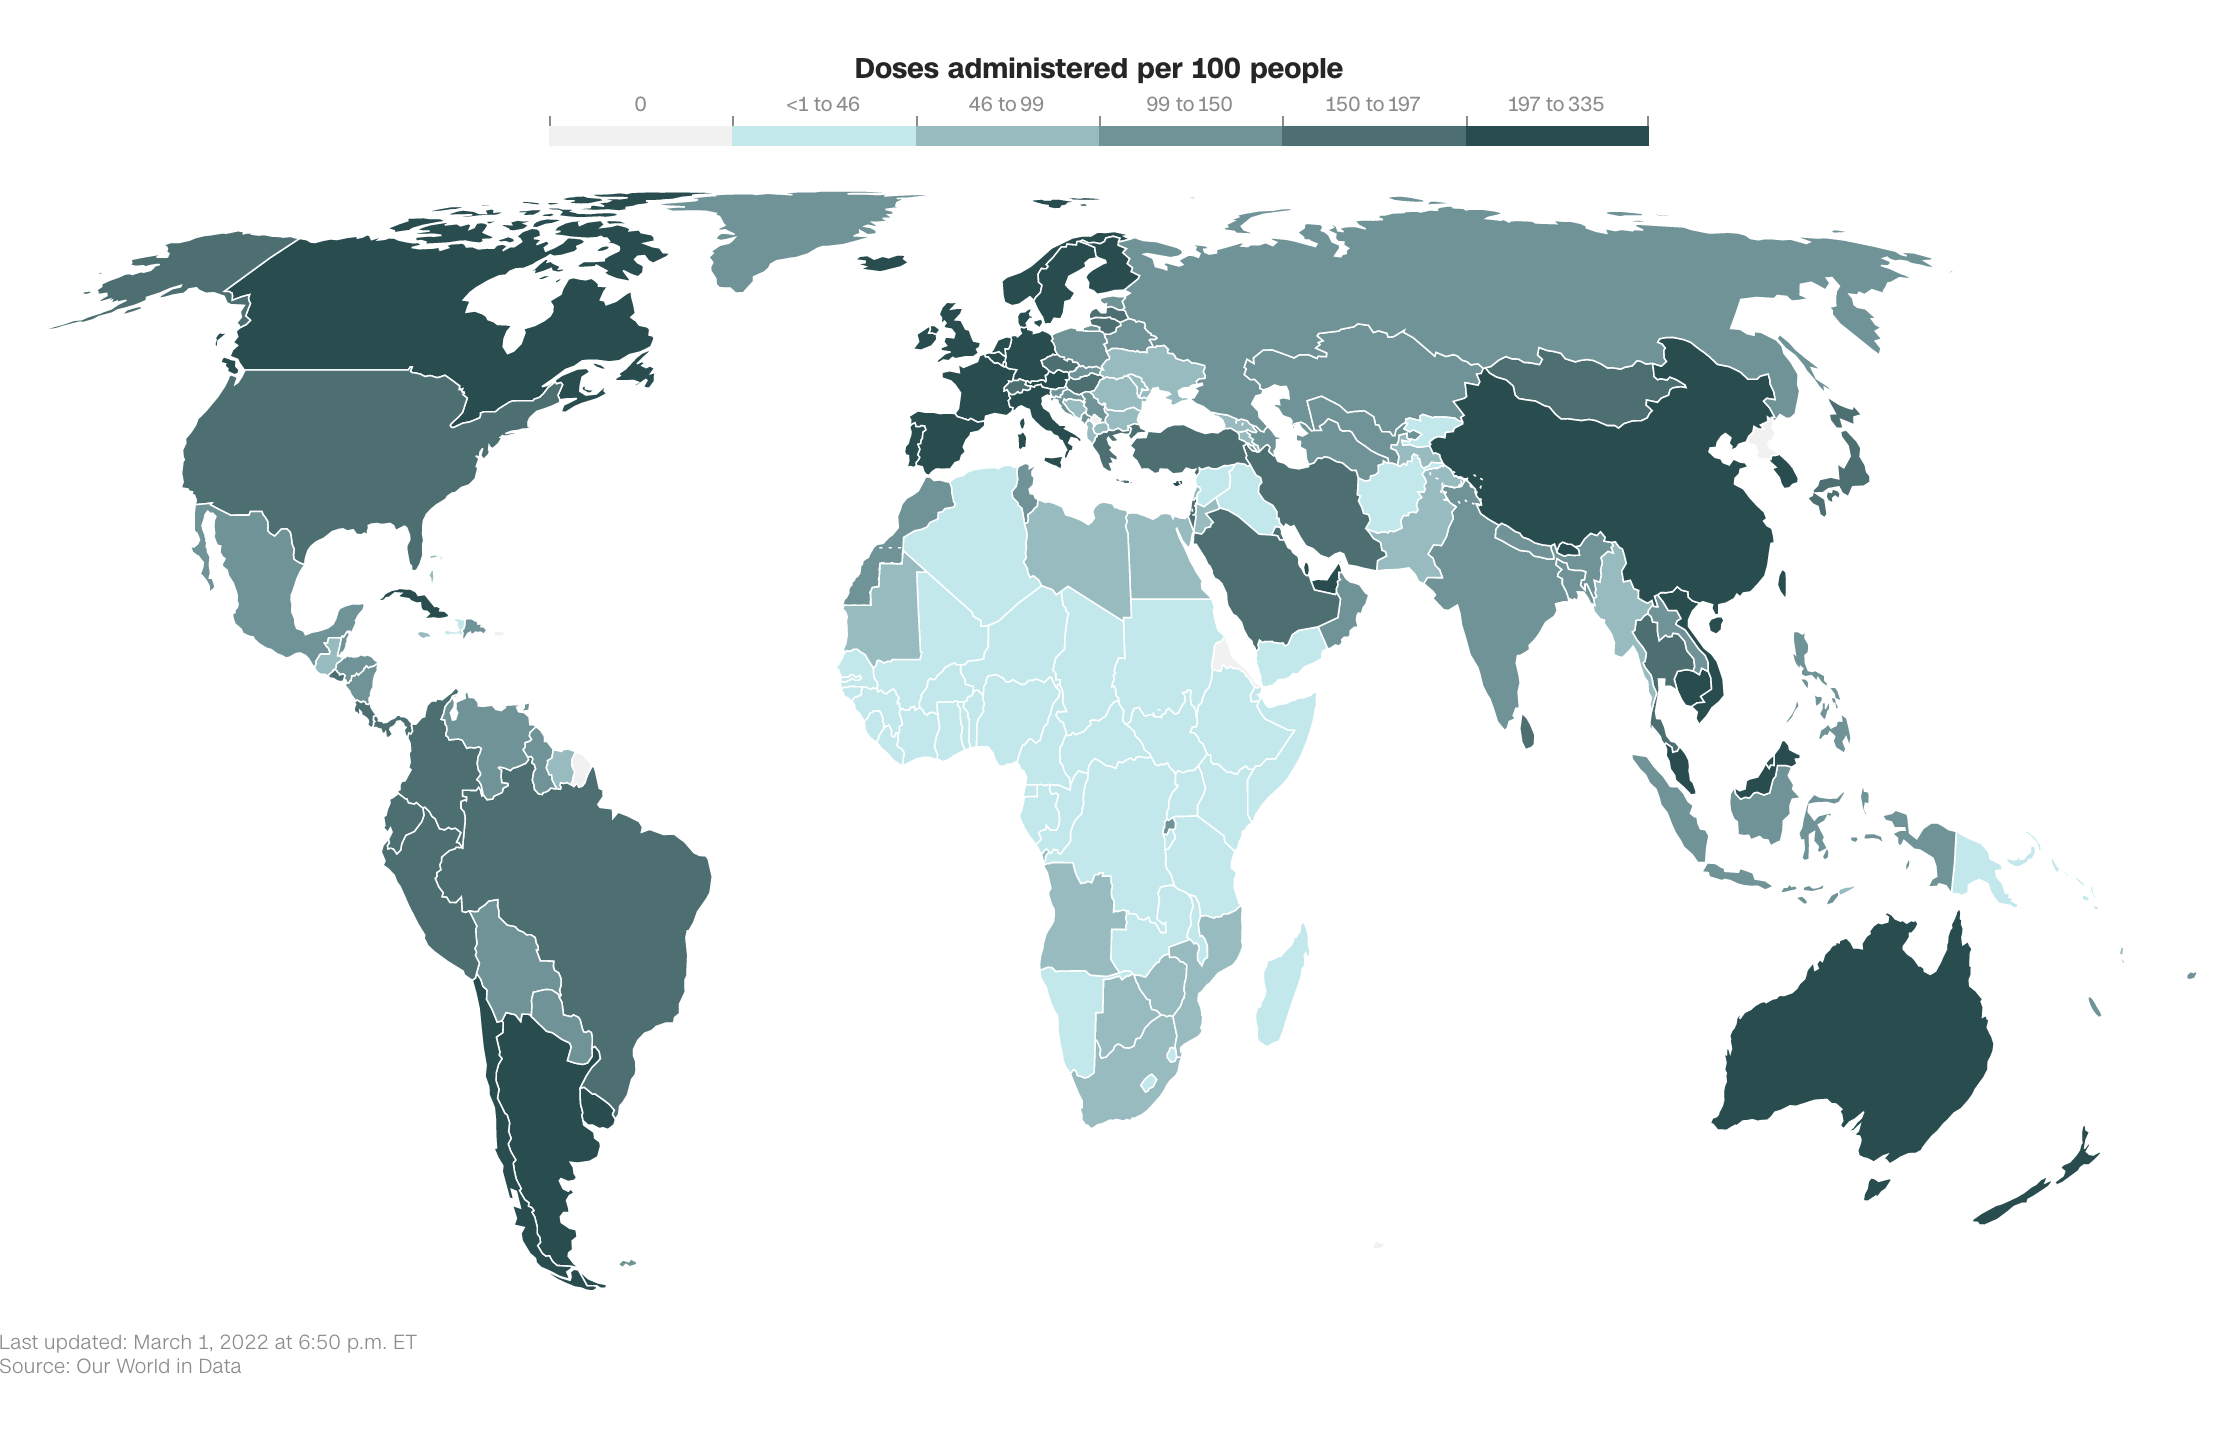 Doses administered per 100 people
0 <1 to 46 46 to 99 99 to 150 150 to 197 197 to 335
Last updated: March 1, 2022 at 6:50 p.m. ET
Source: Our World in Data